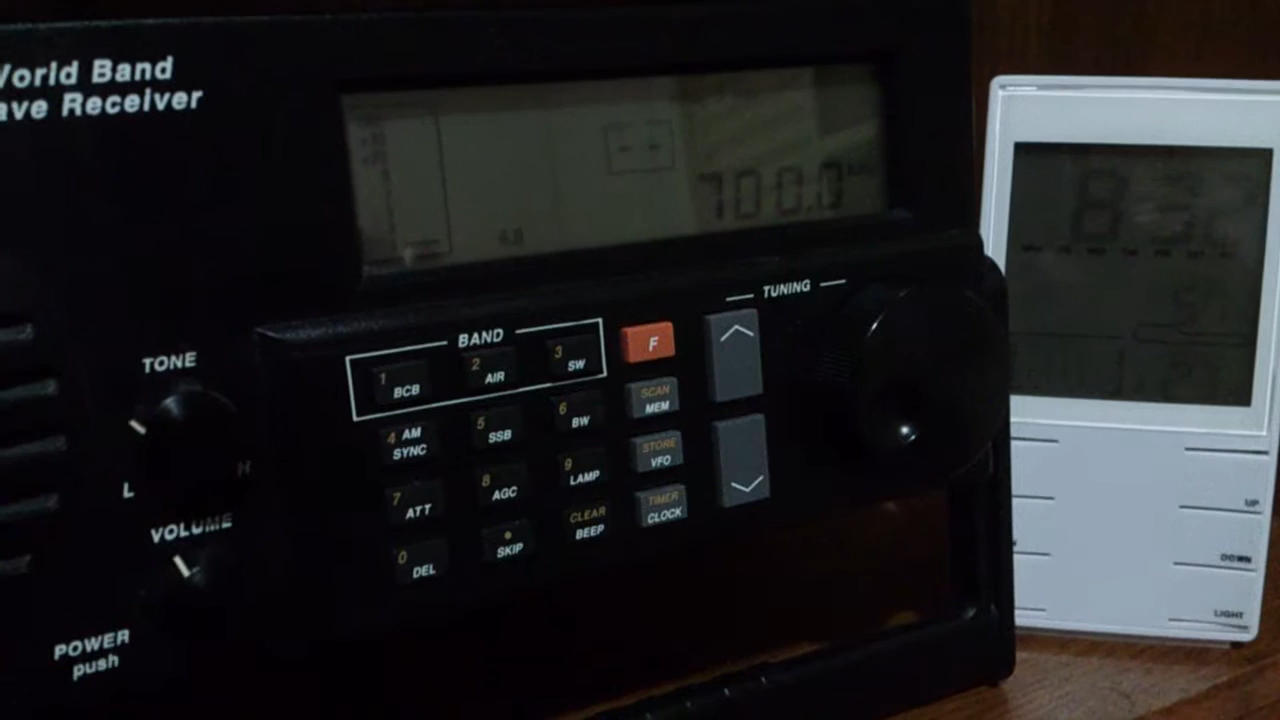 World Band
ave Receiver
700.0
4.8
TUNING
BAND
F
1 BCB
2 AIR
3 SW
SCAN
MEM
TONE
4 AM
SYNC
5 SSB
6 BW
STORE
VFO
L
H
7 ATT
8 AGC
9 LAMP
TIMER
CLOCK
VOLUME
0 DEL
SKIP
CLEAR
BEEP
POWER
push
UP
DOWN
LIGHT